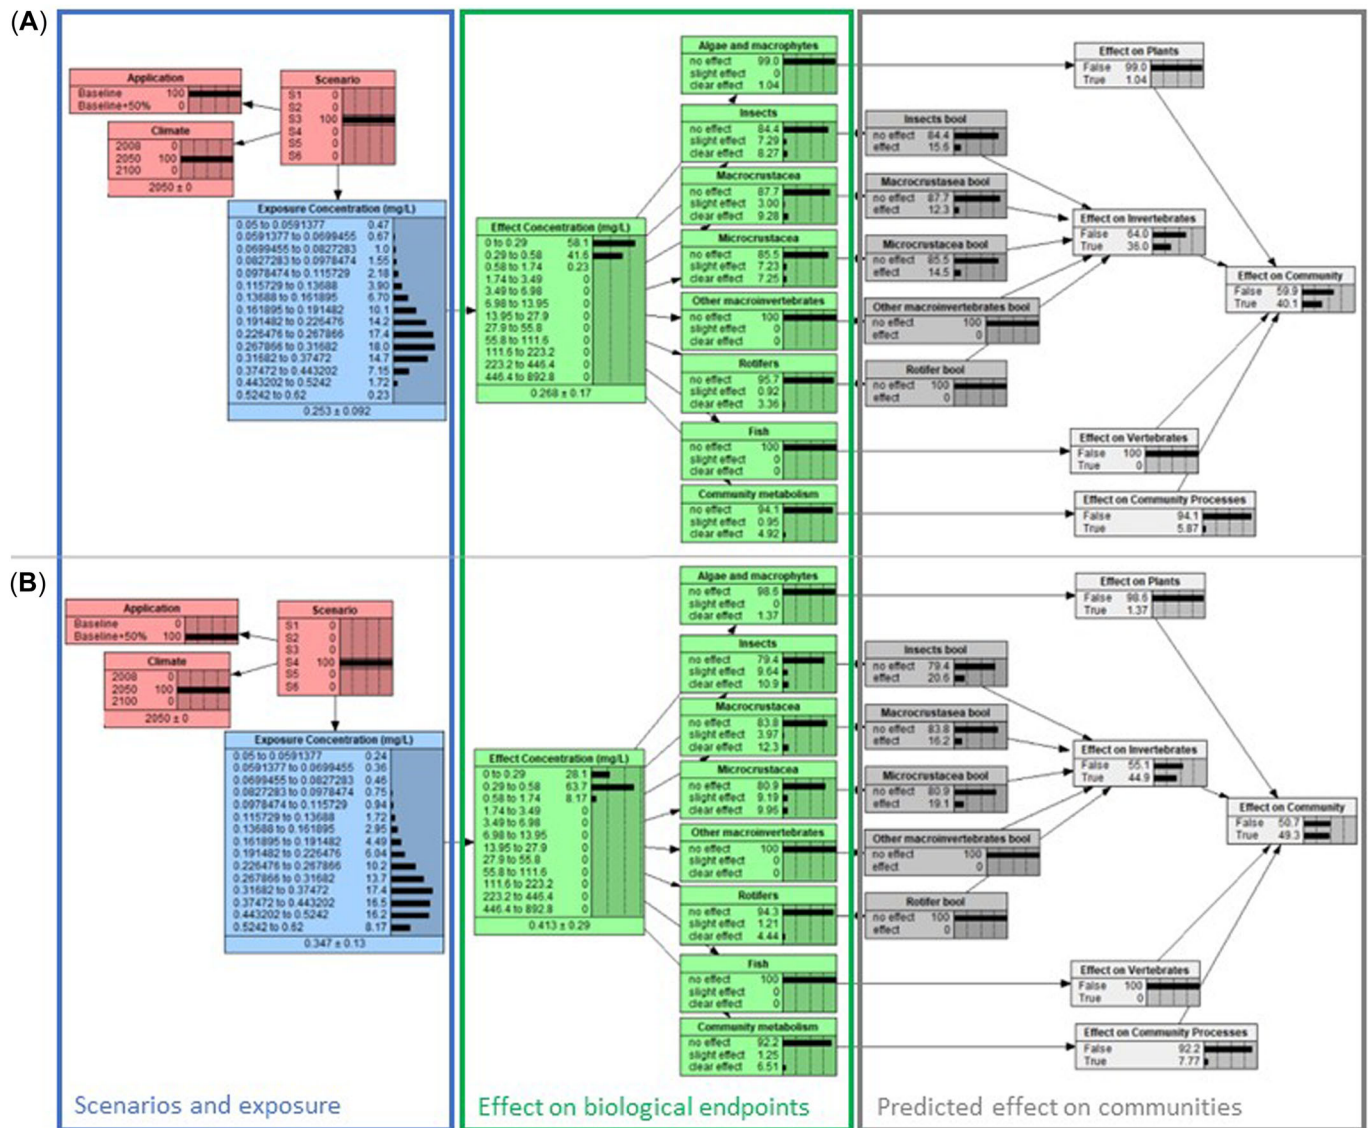 (A)
Application
Baseline 100
Baseline+50% 0
Scenario
S1 0
S2 0
S3 100
S4 0
S5 0
S6 0
Climate
2008 0
2050 100
2100 0
2050 ± 0
Exposure Concentration (mg/L)
0.05 to 0.0591377 0.47
0.0591377 to 0.0699455 0.67
0.0699455 to 0.0827283 1.0
0.0827283 to 0.0978474 1.55
0.0978474 to 0.115729 2.18
0.115729 to 0.13688 3.90
0.13688 to 0.161895 6.70
0.161895 to 0.191482 10.1
0.191482 to 0.226476 14.2
0.226476 to 0.267866 17.4
0.267866 to 0.31682 18.0
0.31682 to 0.37472 14.7
0.37472 to 0.443202 7.15
0.443202 to 0.5242 1.72
0.5242 to 0.62 0.23
0.253 ± 0.092
Effect Concentration (mg/L)
0 to 0.29 58.1
0.29 to 0.58 41.6
0.58 to 1.74 0.23
1.74 to 3.49 0
3.49 to 6.98 0
6.98 to 13.95 0
13.95 to 27.9 0
27.9 to 55.8 0
55.8 to 111.6 0
111.6 to 223.2 0
223.2 to 446.4 0
446.4 to 892.8 0
0.268 ± 0.17
Algae and macrophytes
no effect 99.0
slight effect 0
clear effect 1.04
Insects
no effect 84.4
slight effect 7.29
clear effect 8.27
Macrocrustacea
no effect 87.7
slight effect 3.00
clear effect 9.28
Microcrustacea
no effect 85.5
slight effect 7.23
clear effect 7.25
Other macroinvertebrates
no effect 100
slight effect 0
clear effect 0
Rotifers
no effect 95.7
slight effect 0.92
clear effect 3.36
Fish
no effect 100
slight effect 0
clear effect 0
Community metabolism
no effect 94.1
slight effect 0.95
clear effect 4.92
Insects bool
no effect 84.4
effect 15.6
Macrocrustasea bool
no effect 87.7
effect 12.3
Microcrustacea bool
no effect 85.5
effect 14.5
Other macroinvertebrates bool
no effect 100
effect 0
Rotifer bool
no effect 100
effect 0
Effect on Plants
False 99.0
True 1.04
Effect on Invertebrates
False 64.0
True 36.0
Effect on Community
False 59.9
True 40.1
Effect on Vertebrates
False 100
True 0
Effect on Community Processes
False 94.1
True 5.87
(B)
Application
Baseline 0
Baseline+50% 100
Scenario
S1 0
S2 0
S3 0
S4 100
S5 0
S6 0
Climate
2008 0
2050 100
2100 0
2050 ± 0
Exposure Concentration (mg/L)
0.05 to 0.0591377 0.24
0.0591377 to 0.0699455 0.36
0.0699455 to 0.0827283 0.46
0.0827283 to 0.0978474 0.75
0.0978474 to 0.115729 0.94
0.115729 to 0.13688 1.72
0.13688 to 0.161895 2.95
0.161895 to 0.191482 4.49
0.191482 to 0.226476 6.04
0.226476 to 0.267866 10.2
0.267866 to 0.31682 13.7
0.31682 to 0.37472 17.4
0.37472 to 0.443202 16.5
0.443202 to 0.5242 16.2
0.5242 to 0.62 8.17
0.347 ± 0.13
Effect Concentration (mg/L)
0 to 0.29 28.1
0.29 to 0.58 63.7
0.58 to 1.74 8.17
1.74 to 3.49 0
3.49 to 6.98 0
6.98 to 13.95 0
13.95 to 27.9 0
27.9 to 55.8 0
55.8 to 111.6 0
111.6 to 223.2 0
223.2 to 446.4 0
446.4 to 892.8 0
0.413 ± 0.29
Algae and macrophytes
no effect 98.6
slight effect 0
clear effect 1.37
Insects
no effect 79.4
slight effect 9.64
clear effect 10.9
Macrocrustacea
no effect 83.8
slight effect 3.97
clear effect 12.3
Microcrustacea
no effect 80.9
slight effect 9.19
clear effect 9.96
Other macroinvertebrates
no effect 100
slight effect 0
clear effect 0
Rotifers
no effect 94.3
slight effect 1.21
clear effect 4.44
Fish
no effect 100
slight effect 0
clear effect 0
Community metabolism
no effect 92.2
slight effect 1.25
clear effect 6.51
Insects bool
no effect 79.4
effect 20.6
Macrocrustasea bool
no effect 83.8
effect 16.2
Microcrustacea bool
no effect 80.9
effect 19.1
Other macroinvertebrates bool
no effect 100
effect 0
Rotifer bool
no effect 100
effect 0
Effect on Plants
False 98.6
True 1.37
Effect on Invertebrates
False 55.1
True 44.9
Effect on Community
False 50.7
True 49.3
Effect on Vertebrates
False 100
True 0
Effect on Community Processes
False 92.2
True 7.77
Scenarios and exposure
Effect on biological endpoints
Predicted effect on communities